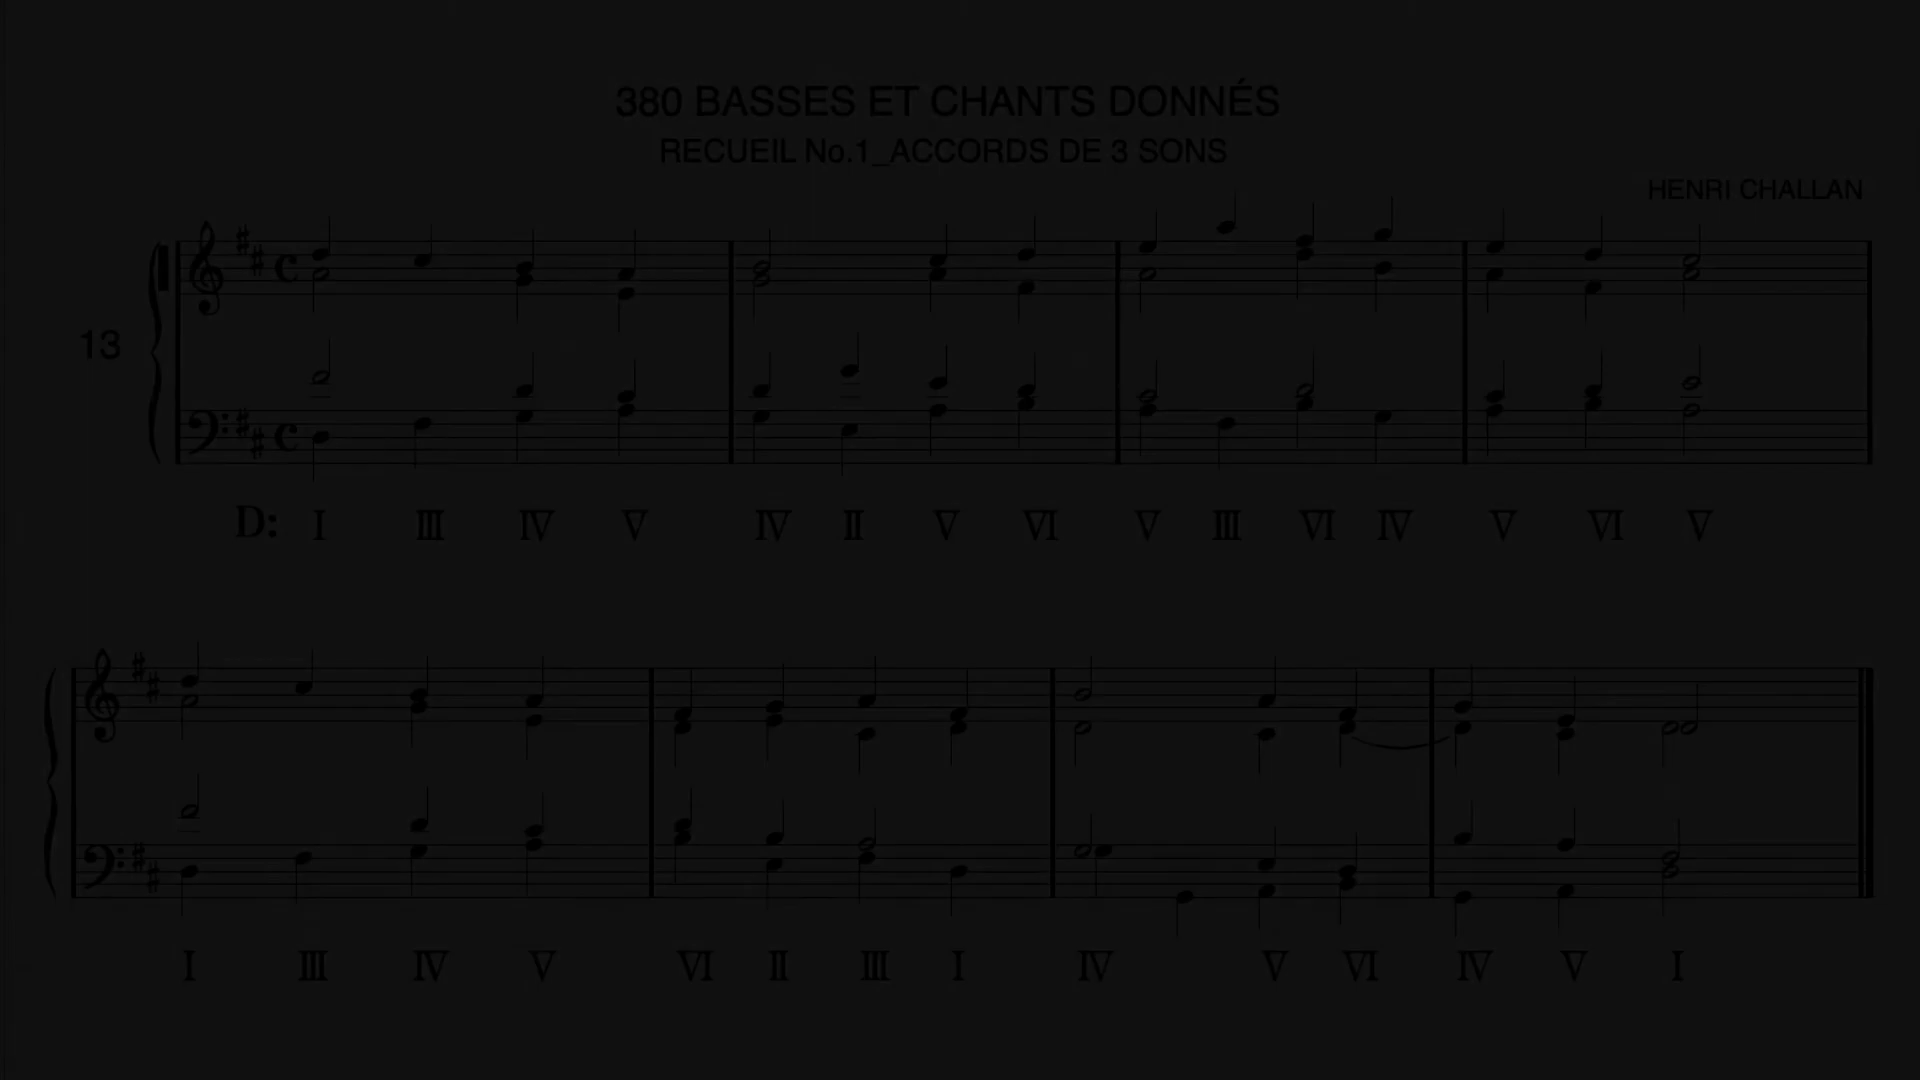 380 BASSES ET CHANTS DONNÉS
RECUEIL No.1_ACCORDS DE 3 SONS
HENRI CHALLAN
13
D: I III IV V IV II V VI V III VI IV V VI V
I III IV V VI II III I IV V VI IV V I